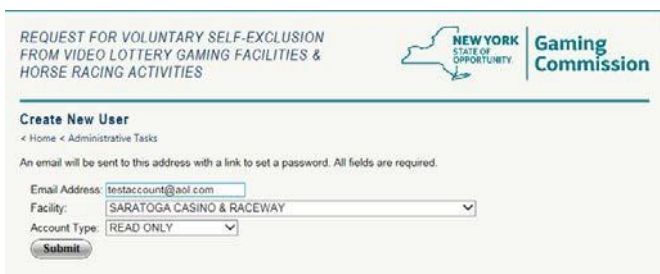 REQUEST FOR VOLUNTARY SELF-EXCLUSION
FROM VIDEO LOTTERY GAMING FACILITIES &
HORSE RACING ACTIVITIES
NEW YORK
STATE OF
OPPORTUNITY.
Gaming
Commission
Create New User
< Home < Administrative Tasks
An email will be sent to this address with a link to set a password. All fields are required.
Email Address: testaccount@aol.com
Facility: SARATOGA CASINO & RACEWAY
Account Type: READ ONLY
Submit